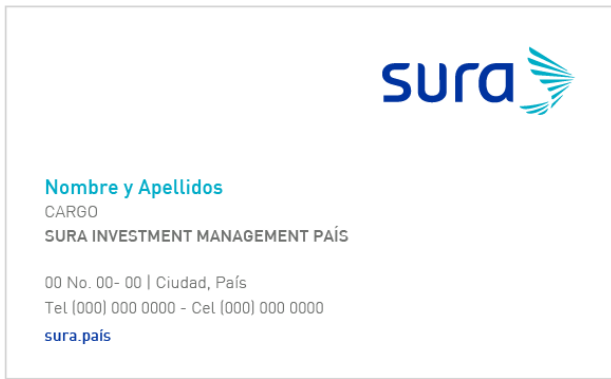 sura
Nombre y Apellidos
CARGO
SURA INVESTMENT MANAGEMENT PAÍS
00 No. 00- 00 | Ciudad, País
Tel (000) 000 0000 - Cel (000) 000 0000
sura.país